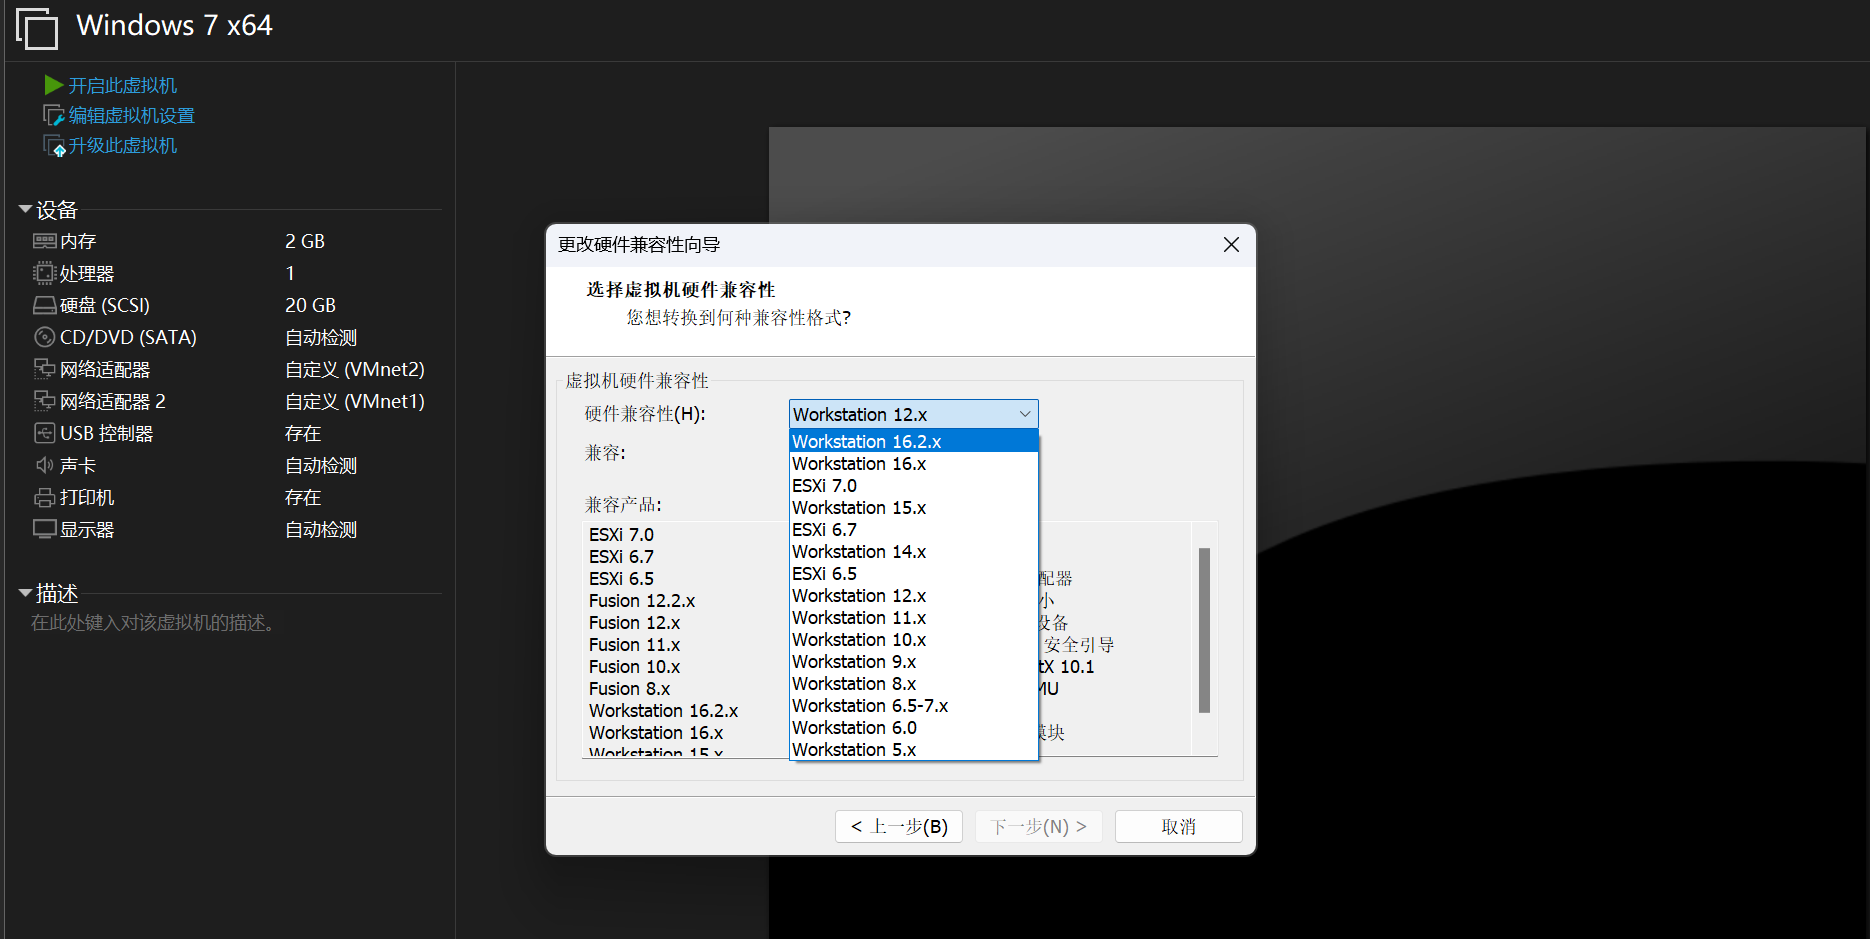 Windows 7 x64
开启此虚拟机
编辑虚拟机设置
升级此虚拟机
设备
内存 2 GB
处理器 1
硬盘 (SCSI) 20 GB
CD/DVD (SATA) 自动检测
网络适配器 自定义 (VMnet2)
网络适配器 2 自定义 (VMnet1)
USB 控制器 存在
声卡 自动检测
打印机 存在
显示器 自动检测
描述
在此处键入对该虚拟机的描述。
更改硬件兼容性向导
选择虚拟机硬件兼容性
您想转换到何种兼容性格式?
虚拟机硬件兼容性
硬件兼容性(H): Workstation 12.x
兼容:
兼容产品:
ESXi 7.0
ESXi 6.7
ESXi 6.5
Fusion 12.2.x
Fusion 12.x
Fusion 11.x
Fusion 10.x
Fusion 8.x
Workstation 16.2.x
Workstation 16.x
Workstation 15.x
Workstation 16.2.x
Workstation 16.x
ESXi 7.0
Workstation 15.x
ESXi 6.7
Workstation 14.x
ESXi 6.5
Workstation 12.x
Workstation 11.x
Workstation 10.x
Workstation 9.x
Workstation 8.x
Workstation 6.5-7.x
Workstation 6.0
Workstation 5.x
配器
小
设备
安全引导
tX 10.1
MU
模块
< 上一步(B)
下一步(N) >
取消